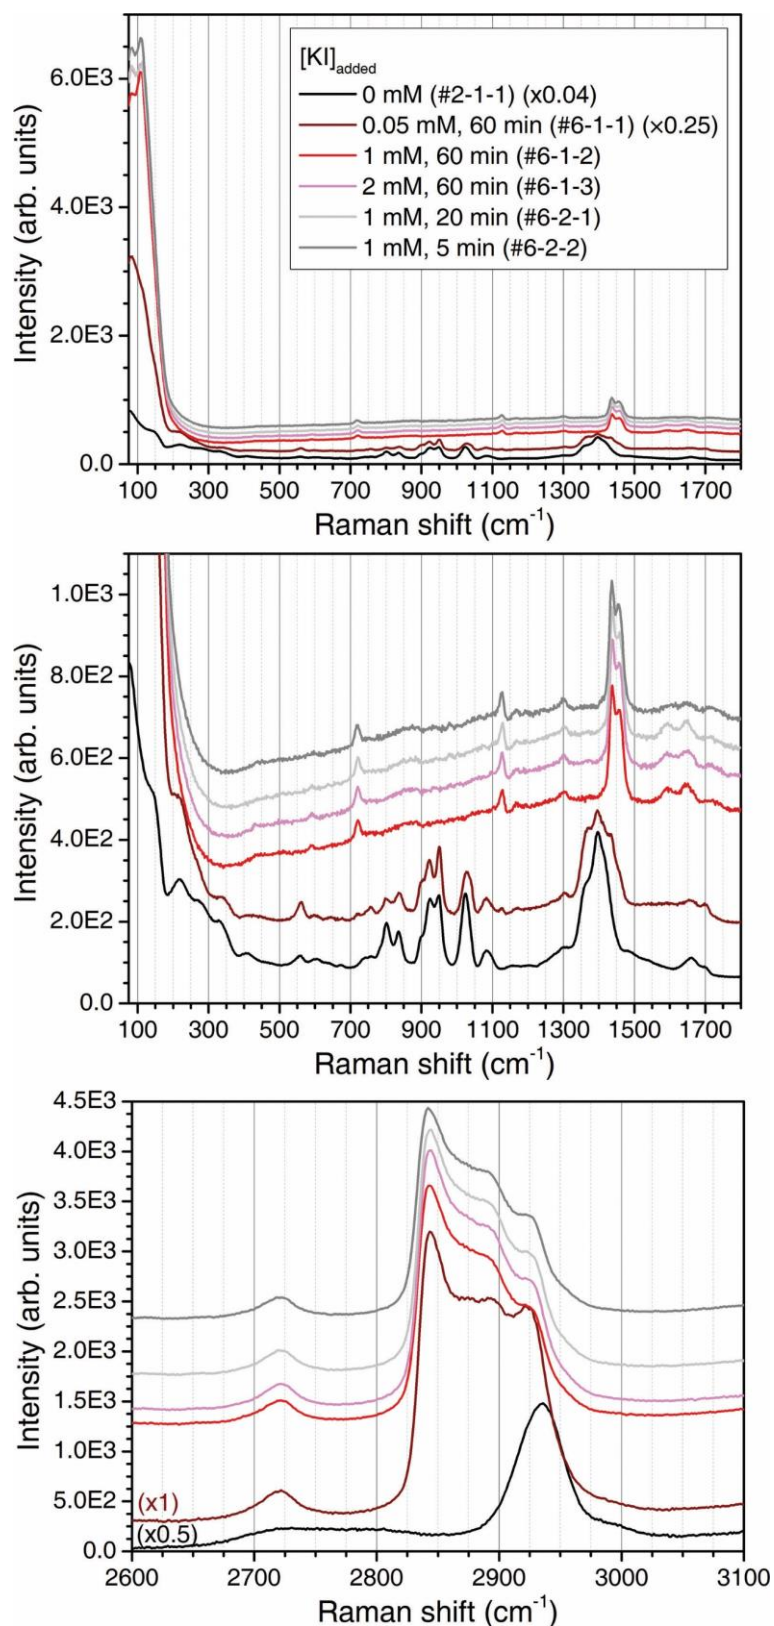 6.0E3
4.0E3
2.0E3
0.0
Intensity (arb. units)
[KI]added
0 mM (#2-1-1) (x0.04)
0.05 mM, 60 min (#6-1-1) (×0.25)
1 mM, 60 min (#6-1-2)
2 mM, 60 min (#6-1-3)
1 mM, 20 min (#6-2-1)
1 mM, 5 min (#6-2-2)
100 300 500 700 900 1100 1300 1500 1700
Raman shift (cm-1)
1.0E3
8.0E2
6.0E2
4.0E2
2.0E2
0.0
Intensity (arb. units)
100 300 500 700 900 1100 1300 1500 1700
Raman shift (cm-1)
4.5E3
4.0E3
3.5E3
3.0E3
2.5E3
2.0E3
1.5E3
1.0E3
5.0E2
0.0
Intensity (arb. units)
(x1)
(x0.5)
2600 2700 2800 2900 3000 3100
Raman shift (cm-1)